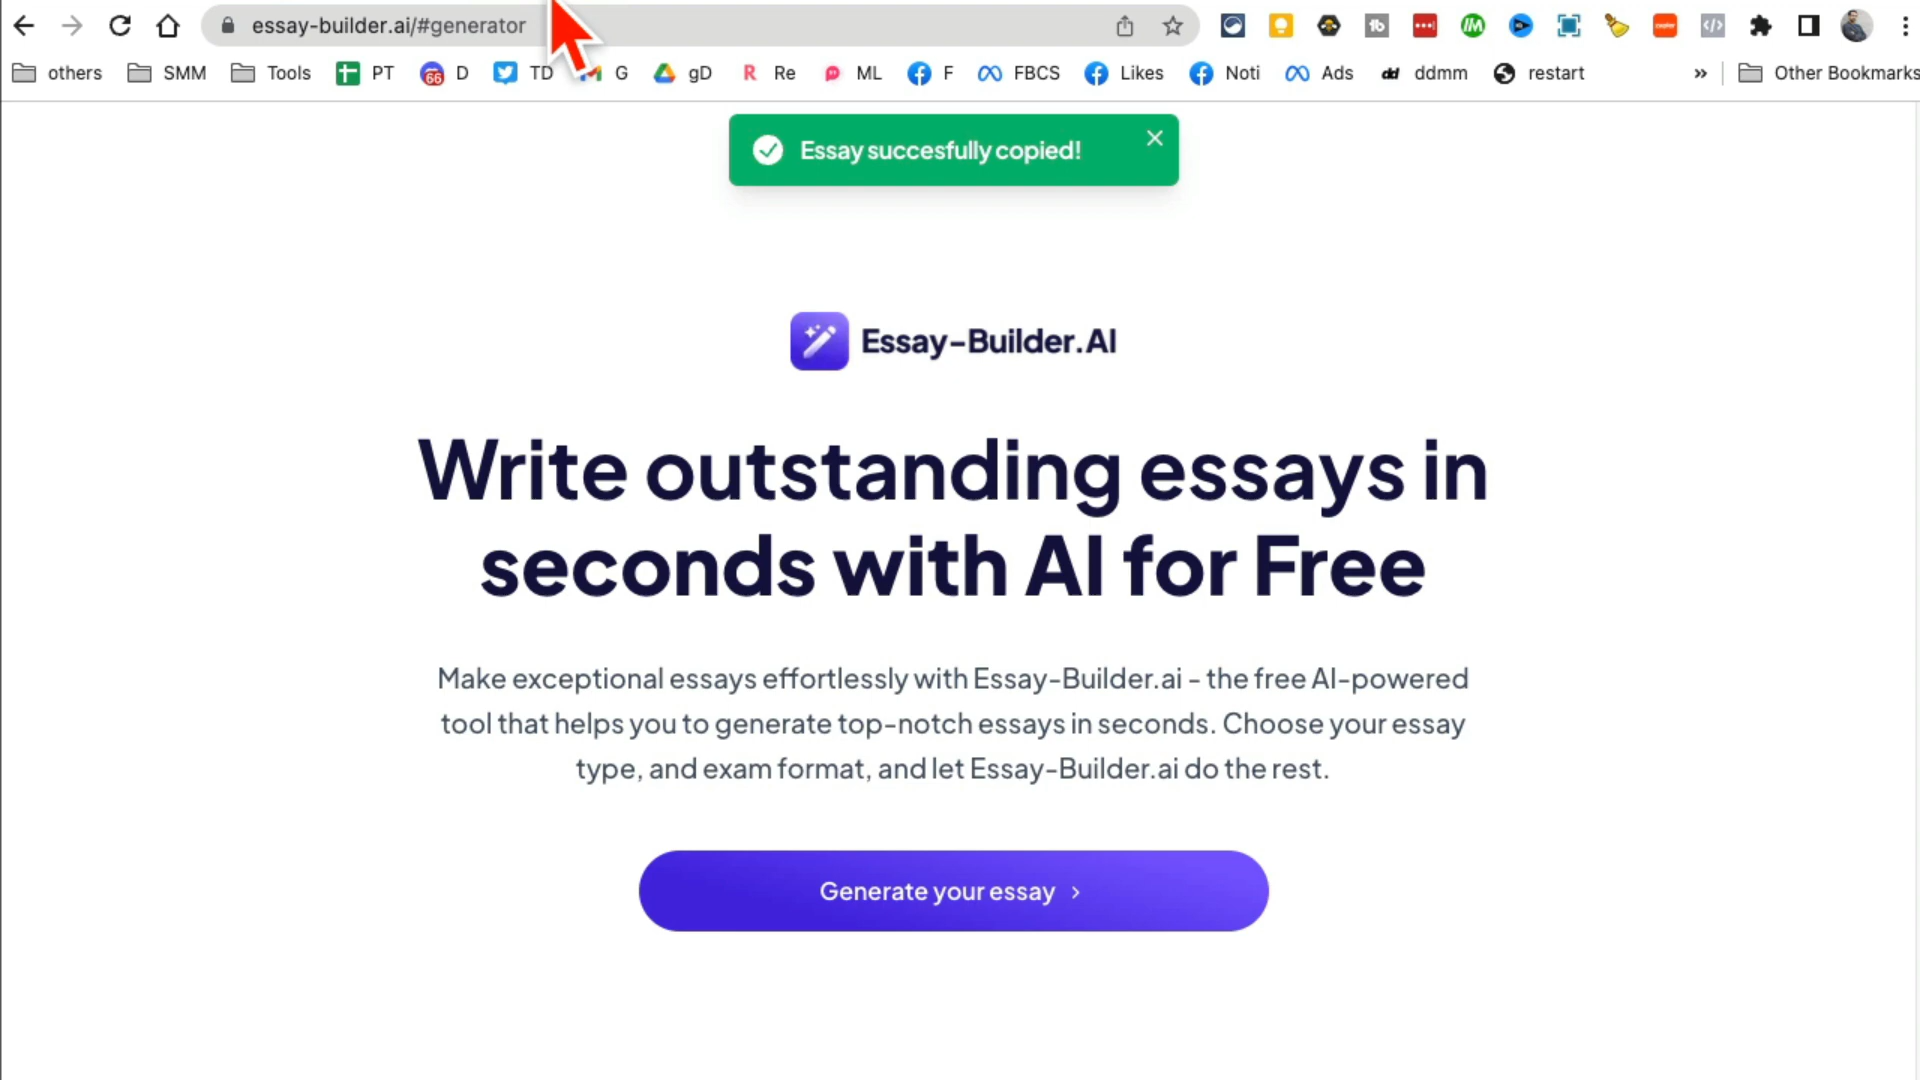 essay-builder.ai/#generator
others SMM Tools PT D TD G gD Re ML F FBCS Likes Noti Ads ddmm restart » Other Bookmarks
Essay succesfully copied!
Essay-Builder.AI
Write outstanding essays in
seconds with AI for Free
Make exceptional essays effortlessly with Essay-Builder.ai - the free AI-powered
tool that helps you to generate top-notch essays in seconds. Choose your essay
type, and exam format, and let Essay-Builder.ai do the rest.
Generate your essay ›